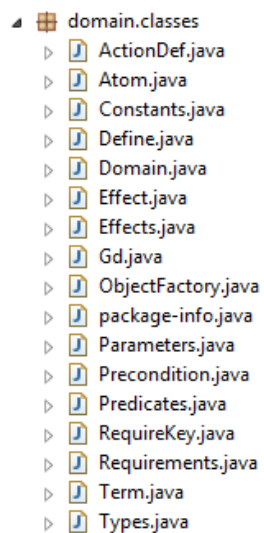 domain.classes
ActionDef.java
Atom.java
Constants.java
Define.java
Domain.java
Effect.java
Effects.java
Gd.java
ObjectFactory.java
package-info.java
Parameters.java
Precondition.java
Predicates.java
RequireKey.java
Requirements.java
Term.java
Types.java